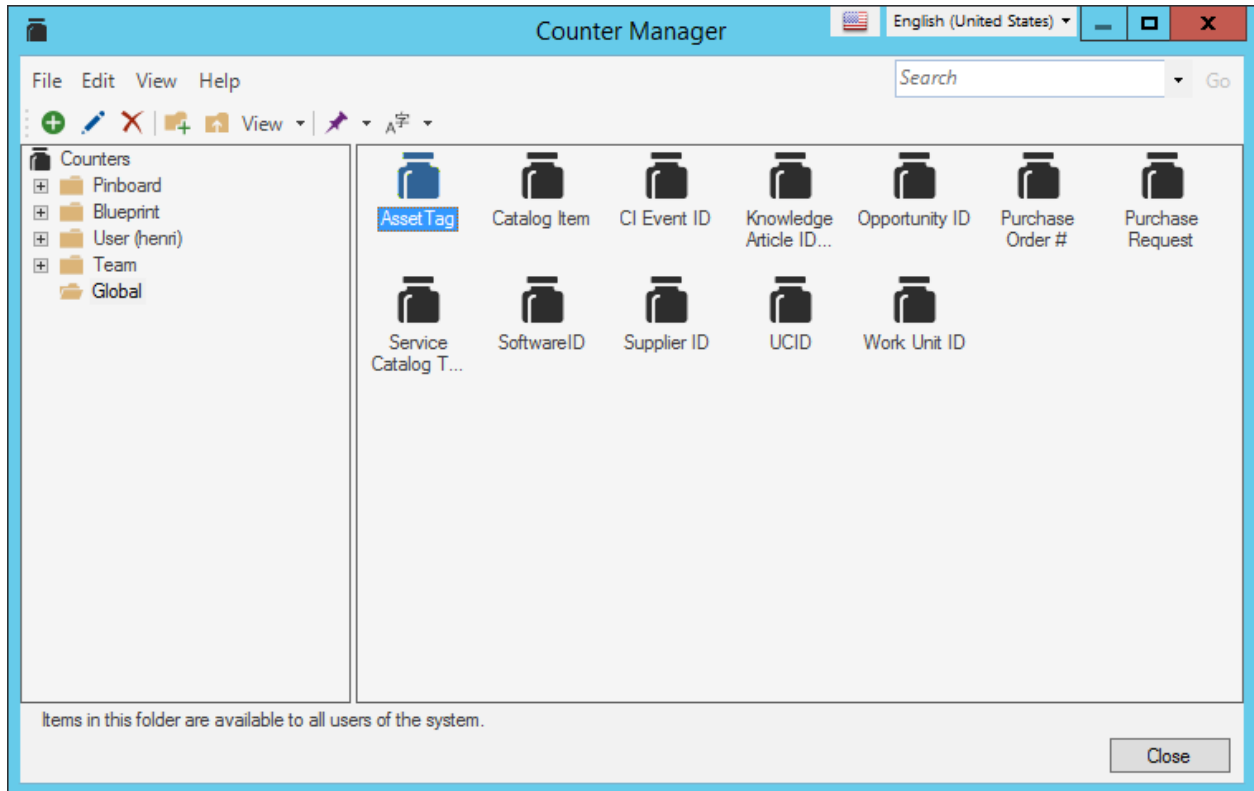 Counter Manager
English (United States)
File Edit View Help
Search
Go
View
A字
Counters
Pinboard
Blueprint
User (henri)
Team
Global
AssetTag
Catalog Item
CI Event ID
Knowledge
Article ID...
Opportunity ID
Purchase
Order #
Purchase
Request
Service
Catalog T...
SoftwareID
Supplier ID
UCID
Work Unit ID
Items in this folder are available to all users of the system.
Close